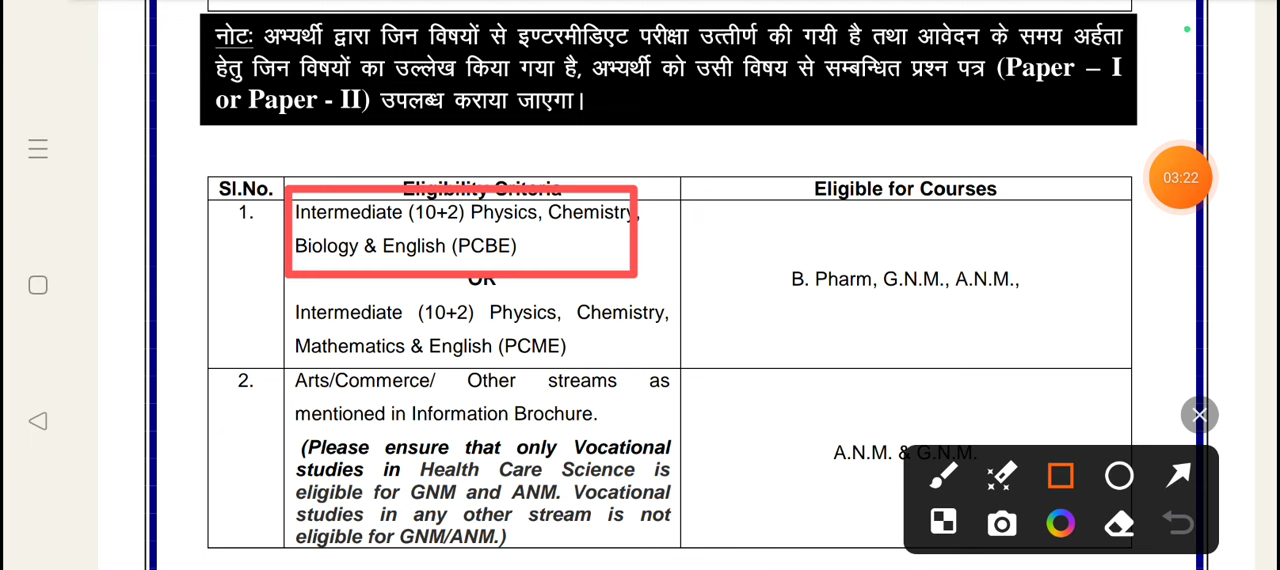 नोटः अभ्यर्थी द्वारा जिन विषयों से इण्टरमीडिएट परीक्षा उत्तीर्ण की गयी है तथा आवेदन के समय अर्हता
हेतु जिन विषयों का उल्लेख किया गया है, अभ्यर्थी को उसी विषय से सम्बन्धित प्रश्न पत्र (Paper – I
or Paper - II) उपलब्ध कराया जाएगा।
03:22
Sl.No. Eligibility Criteria Eligible for Courses
1. Intermediate (10+2) Physics, Chemistry,
Biology & English (PCBE)
OR
Intermediate (10+2) Physics, Chemistry,
Mathematics & English (PCME)
B. Pharm, G.N.M., A.N.M.,
2. Arts/Commerce/ Other streams as
mentioned in Information Brochure.
(Please ensure that only Vocational
studies in Health Care Science is
eligible for GNM and ANM. Vocational
studies in any other stream is not
eligible for GNM/ANM.)
A.N.M. & G.N.M.